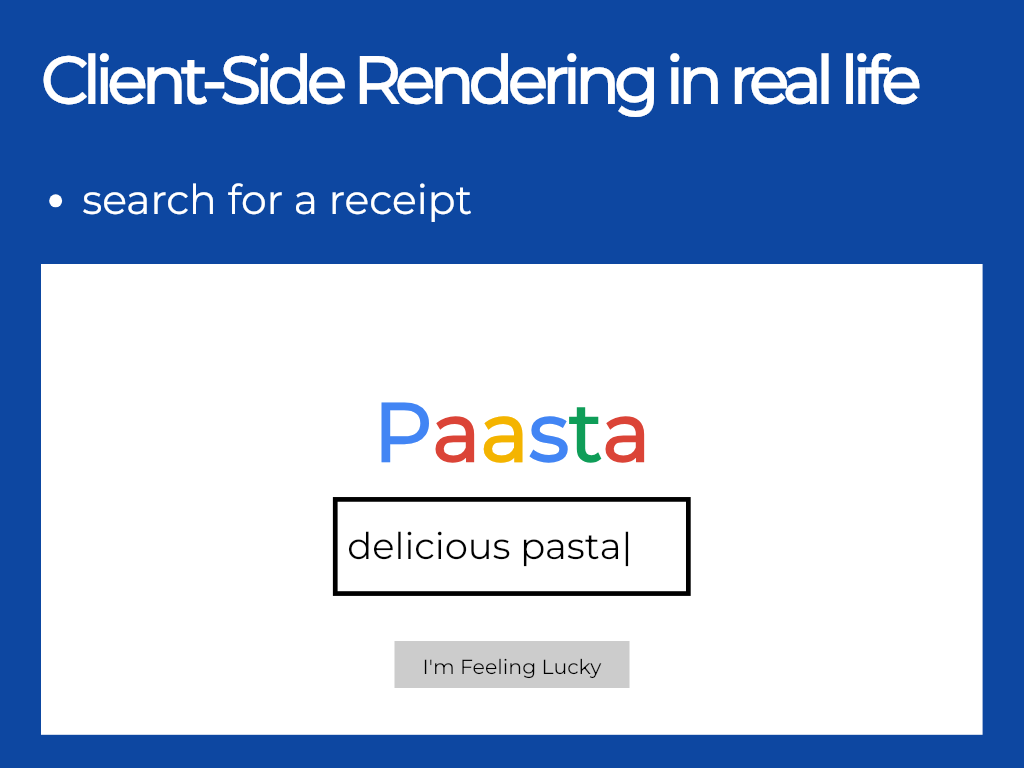 Client-Side Rendering in real life
• search for a receipt
Paasta
delicious pasta|
I'm Feeling Lucky